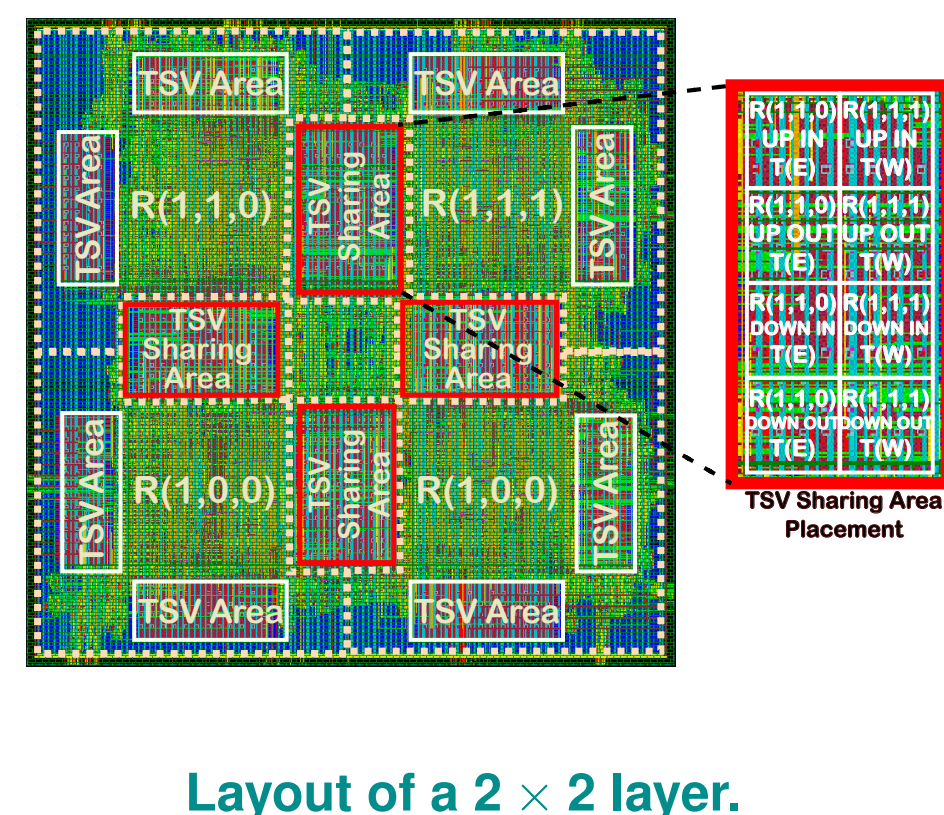 TSV Area
TSV Area
TSV Area
R(1,1,0)
TSV
Sharing
Area
R(1,1,1)
TSV Area
TSV
Sharing
Area
TSV
Sharing
Area
TSV Area
R(1,0,0)
TSV
Sharing
Area
R(1,0,0)
TSV Area
TSV Area
TSV Area
R(1,1,0) R(1,1,1)
UP IN UP IN
T(E) T(W)
R(1,1,0) R(1,1,1)
UP OUT UP OUT
T(E) T(W)
R(1,1,0) R(1,1,1)
DOWN IN DOWN IN
T(E) T(W)
R(1,1,0) R(1,1,1)
DOWN OUT DOWN OUT
T(E) T(W)
TSV Sharing Area
Placement
Layout of a 2 × 2 layer.